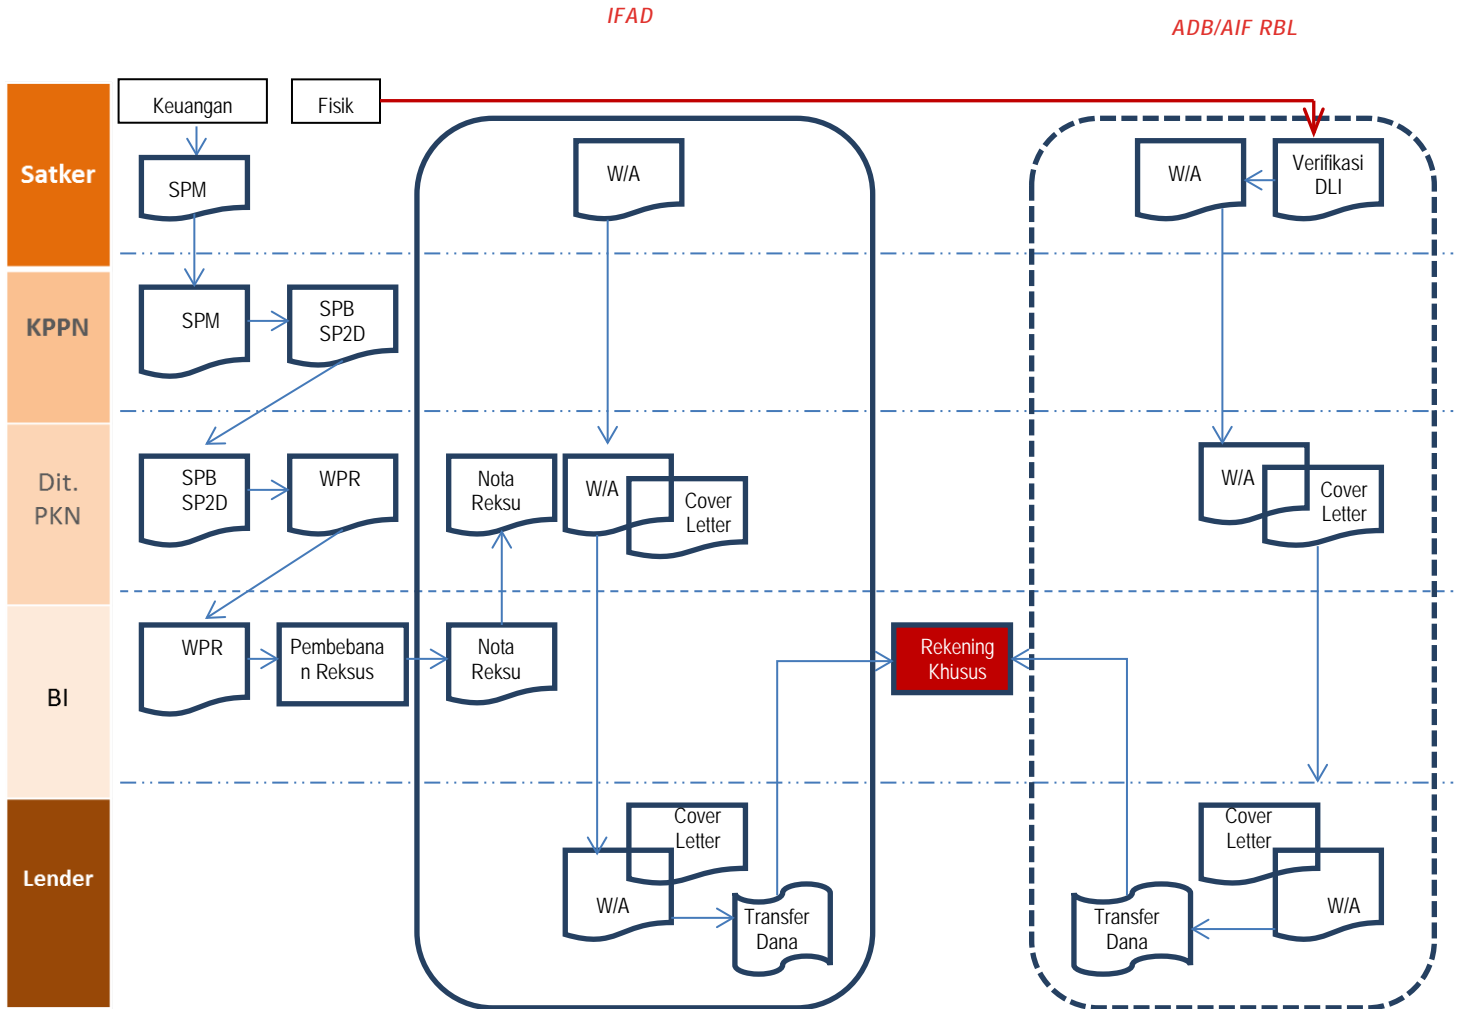 IFAD
ADB/AIF RBL
Satker
Keuangan
Fisik
SPM
W/A
W/A
Verifikasi
DLI
KPPN
SPM
SPB
SP2D
Dit.
PKN
SPB
SP2D
WPR
Nota
Reksu
W/A
Cover
Letter
W/A
Cover
Letter
BI
WPR
Pembebana
n Reksus
Nota
Reksu
Rekening
Khusus
Lender
Cover
Letter
W/A
Transfer
Dana
Cover
Letter
W/A
Transfer
Dana